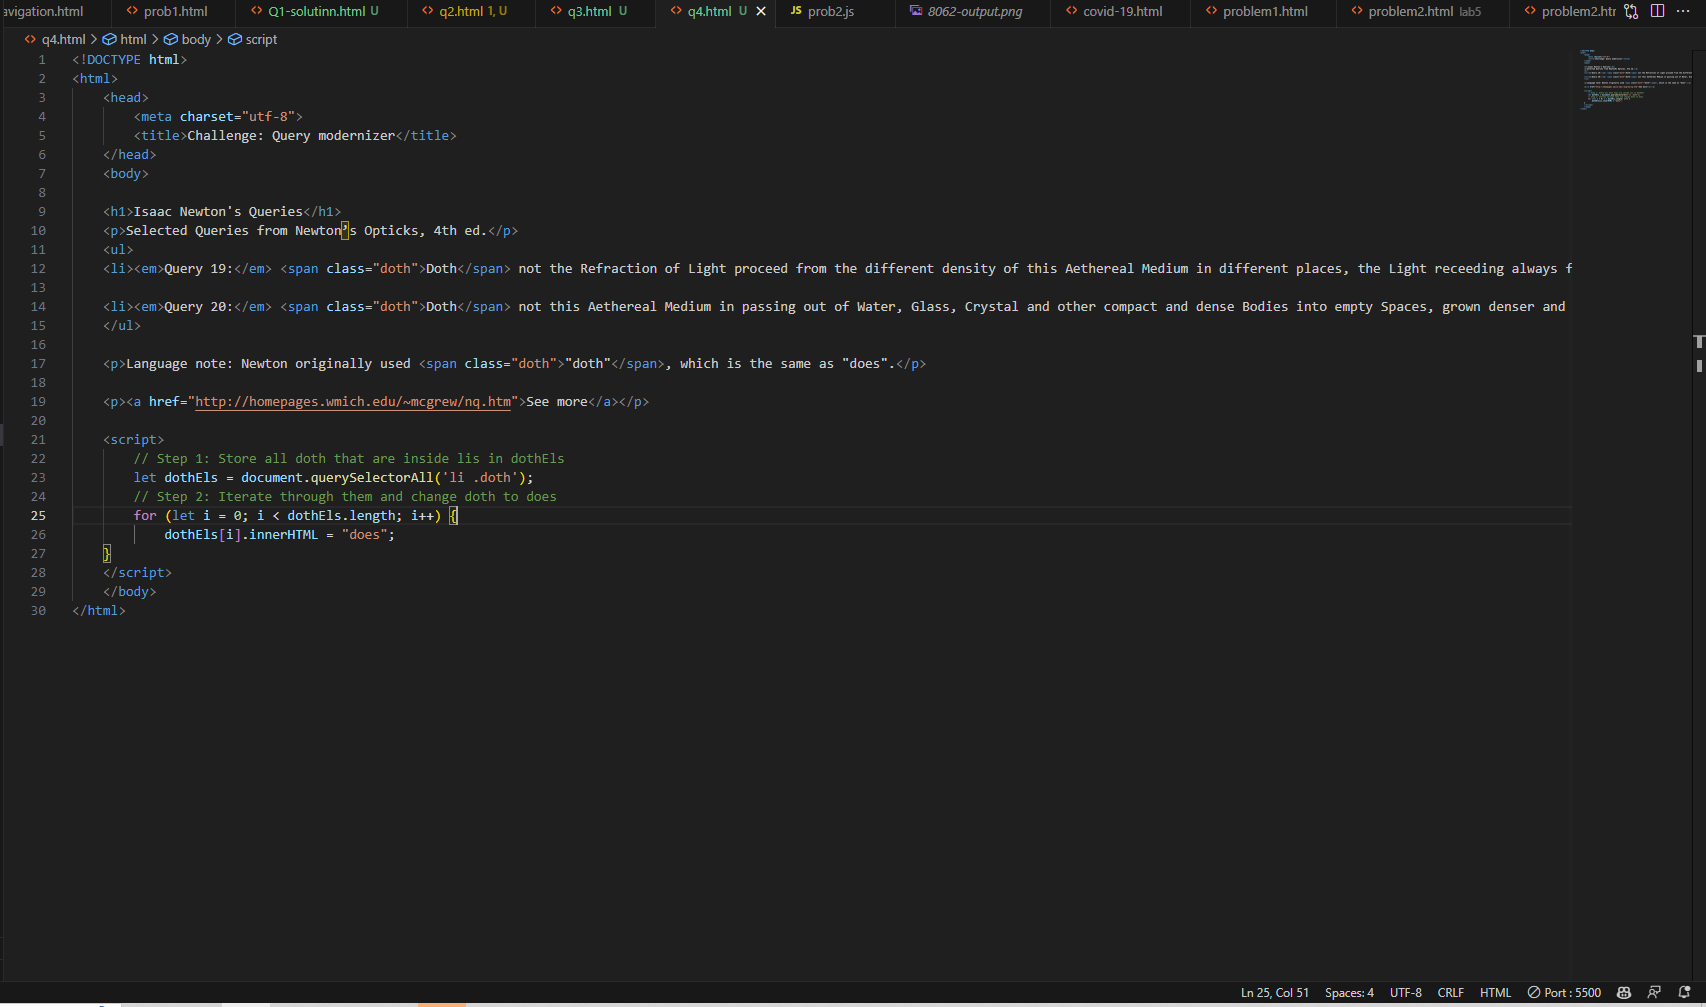 avigation.html prob1.html Q1-solutinn.html U q2.html 1, U q3.html U q4.html U prob2.js 8062-output.png covid-19.html problem1.html problem2.html lab5 problem2.htr
q4.html > html > body > script
1 <!DOCTYPE html>
2 <html>
3 <head>
4 <meta charset="utf-8">
5 <title>Challenge: Query modernizer</title>
6 </head>
7 <body>
8
9 <h1>Isaac Newton's Queries</h1>
10 <p>Selected Queries from Newton’s Opticks, 4th ed.</p>
11 <ul>
12 <li><em>Query 19:</em> <span class="doth">Doth</span> not the Refraction of Light proceed from the different density of this Aethereal Medium in different places, the Light receeding always f
13
14 <li><em>Query 20:</em> <span class="doth">Doth</span> not this Aethereal Medium in passing out of Water, Glass, Crystal and other compact and dense Bodies into empty Spaces, grown denser and
15 </ul>
16
17 <p>Language note: Newton originally used <span class="doth">"doth"</span>, which is the same as "does".</p>
18
19 <p><a href="http://homepages.wmich.edu/~mcgrew/nq.htm">See more</a></p>
20
21 <script>
22 // Step 1: Store all doth that are inside lis in dothEls
23 let dothEls = document.querySelectorAll('li .doth');
24 // Step 2: Iterate through them and change doth to does
25 for (let i = 0; i < dothEls.length; i++) {
26 dothEls[i].innerHTML = "does";
27 }
28 </script>
29 </body>
30 </html>
Ln 25, Col 51 Spaces: 4 UTF-8 CRLF HTML Port : 5500